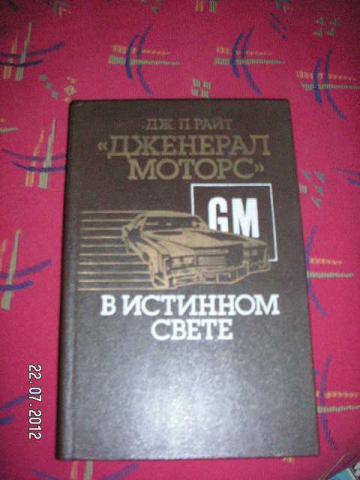 ДЖ. П. РАЙТ
«ДЖЕНЕРАЛ
МОТОРС»
GM
В ИСТИННОМ
СВЕТЕ
22.07.2012